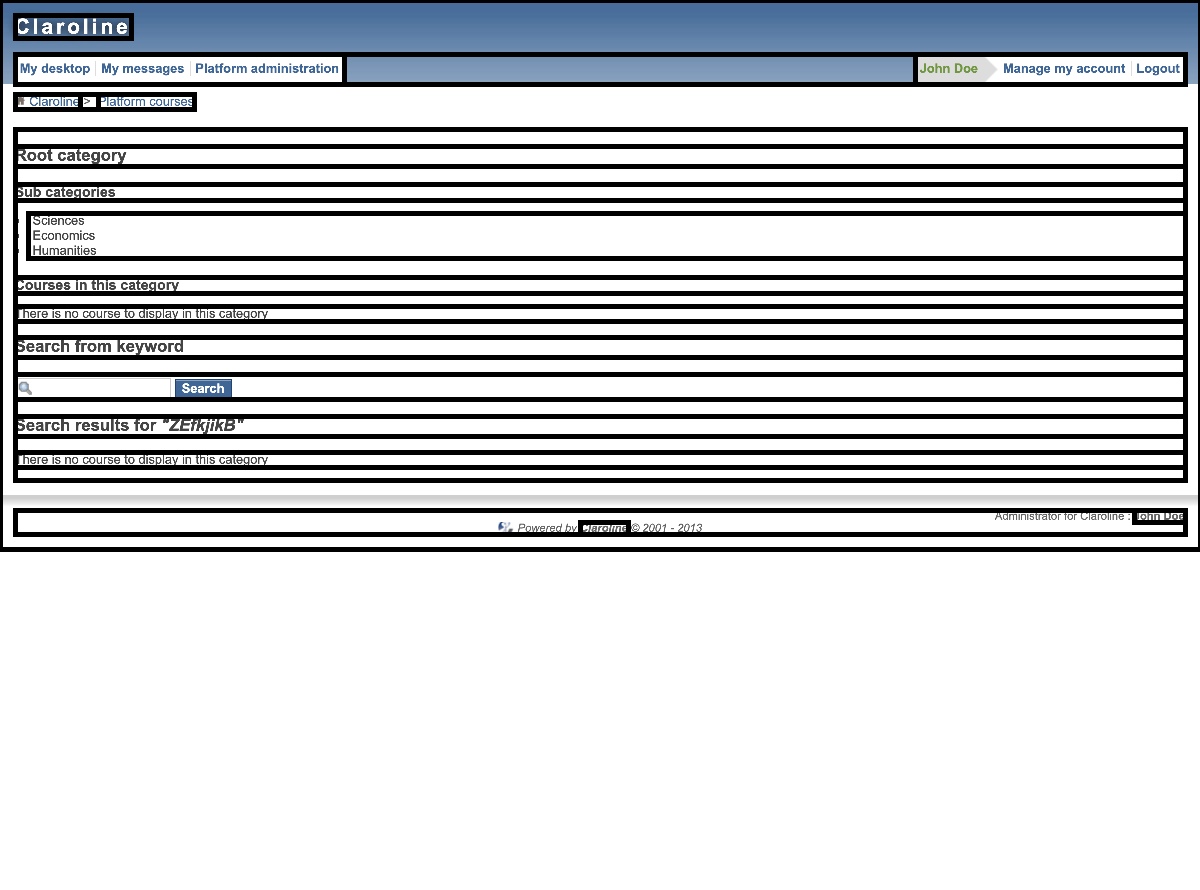 Claroline
My desktop My messages Platform administration John Doe Manage my account Logout
Claroline > Platform courses
Root category
Sub categories
Sciences
Economics
Humanities
Courses in this category
There is no course to display in this category
Search from keyword
Search
Search results for "ZEfkjikB"
There is no course to display in this category
Administrator for Claroline : John Doe
Powered by Claroline © 2001 - 2013